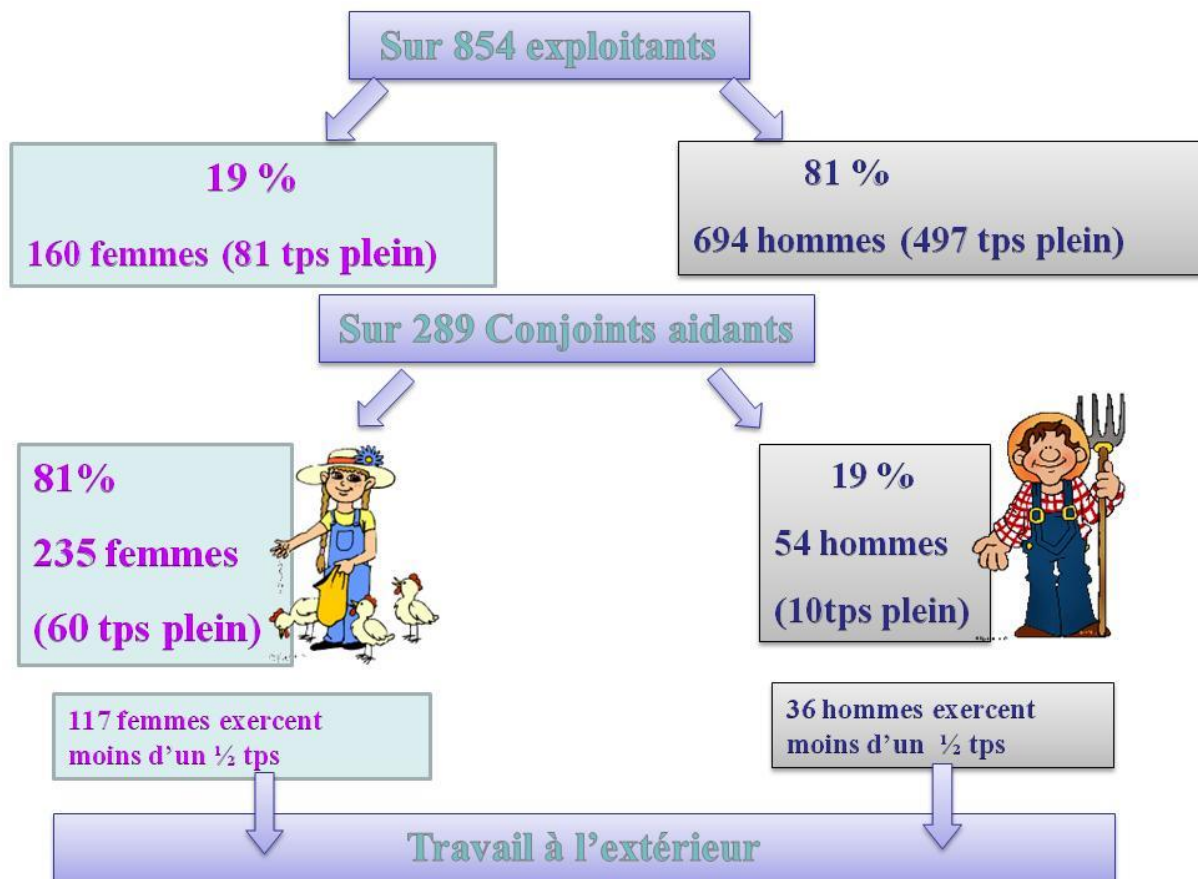 Sur 854 exploitants
19 %
160 femmes (81 tps plein)
81 %
694 hommes (497 tps plein)
Sur 289 Conjoints aidants
81%
235 femmes
(60 tps plein)
19 %
54 hommes
(10tps plein)
117 femmes exercent
moins d’un ½ tps
36 hommes exercent
moins d’un ½ tps
Travail à l’extérieur